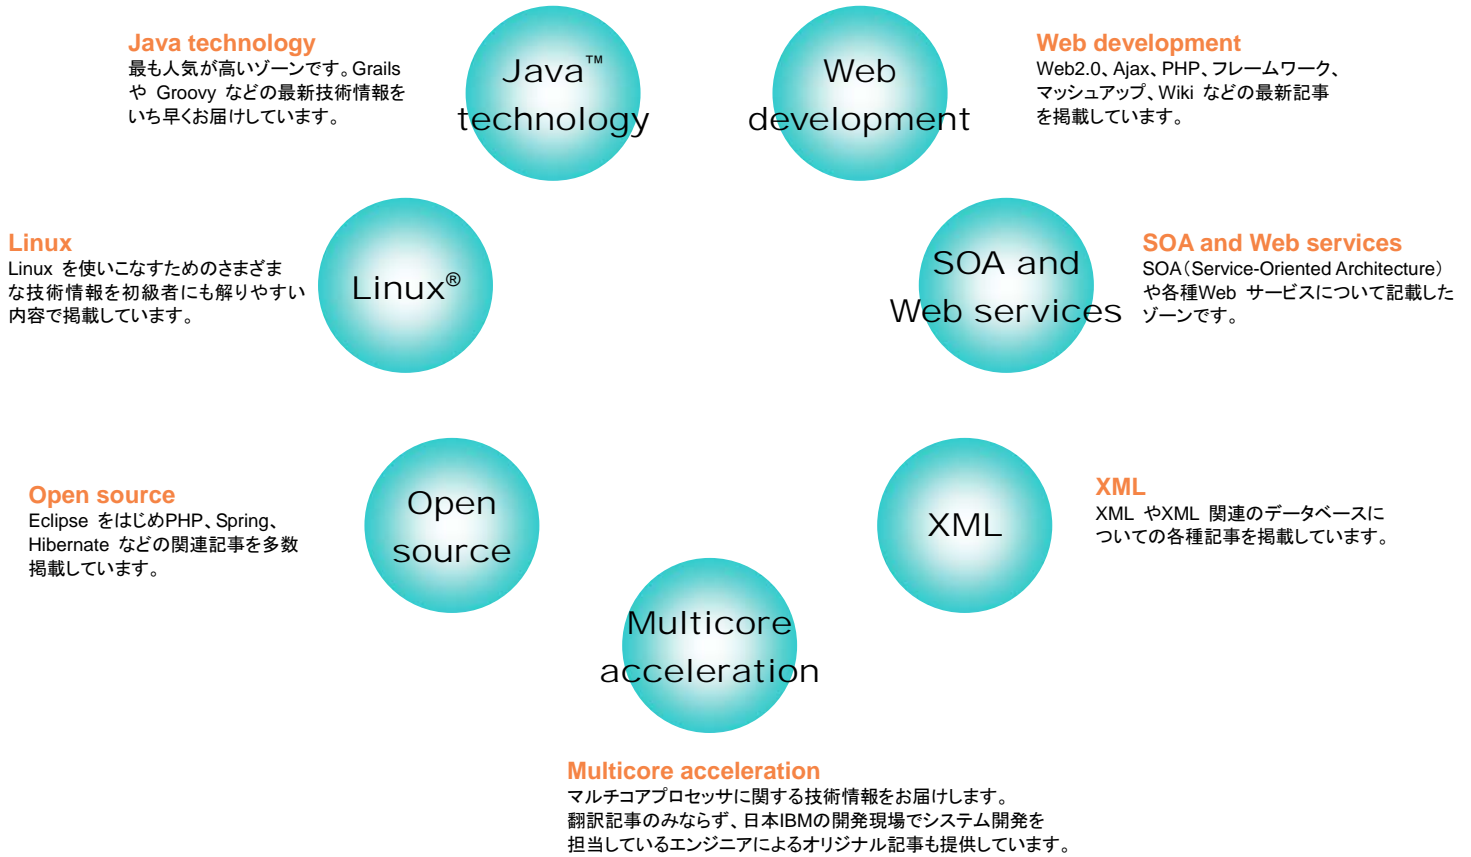 Java technology
最も人気が高いゾーンです。Grails
や Groovy などの最新技術情報を
いち早くお届けしています。
Java™
technology
Web
development
Web development
Web2.0、Ajax、PHP、フレームワーク、
マッシュアップ、Wiki などの最新記事
を掲載しています。
Linux
Linux を使いこなすためのさまざま
な技術情報を初級者にも解りやすい
内容で掲載しています。
Linux®
SOA and
Web services
SOA and Web services
SOA（Service-Oriented Architecture）
や各種Web サービスについて記載した
ゾーンです。
Open source
Eclipse をはじめPHP、Spring、
Hibernate などの関連記事を多数
掲載しています。
Open
source
XML
XML
XML やXML 関連のデータベースに
ついての各種記事を掲載しています。
Multicore
acceleration
Multicore acceleration
マルチコアプロセッサに関する技術情報をお届けします。
翻訳記事のみならず、日本IBMの開発現場でシステム開発を
担当しているエンジニアによるオリジナル記事も提供しています。